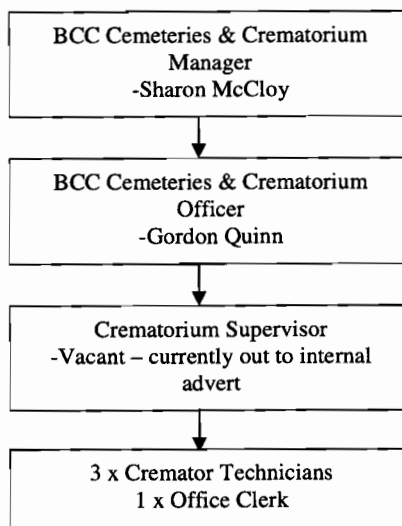 BCC Cemeteries & Crematorium
Manager
-Sharon McCloy
BCC Cemeteries & Crematorium
Officer
-Gordon Quinn
Crematorium Supervisor
-Vacant – currently out to internal
advert
3 x Cremator Technicians
1 x Office Clerk